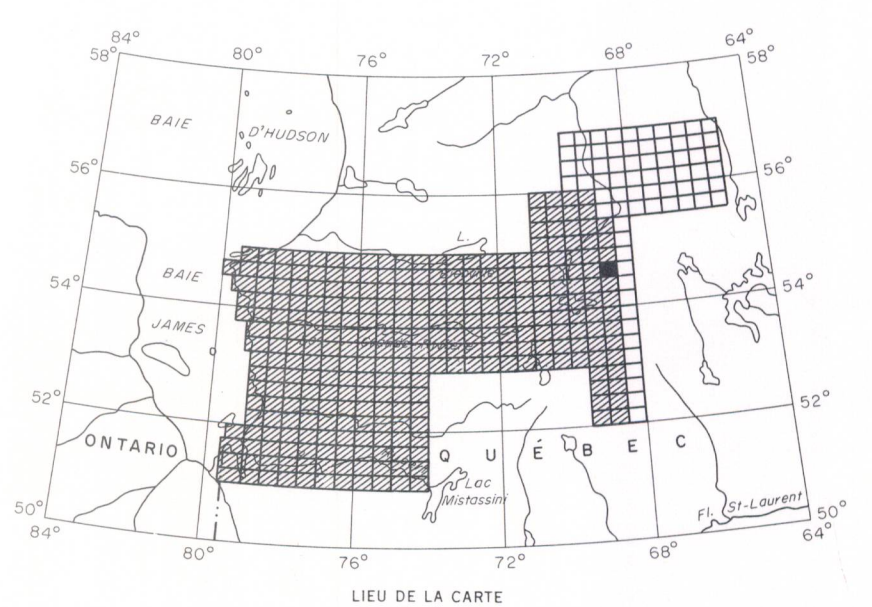 84°
58°
80°
76°
72°
68°
64°
58°
BAIE
D'HUDSON
56°
56°
L.
BAIE
54°
54°
JAMES
52°
52°
ONTARIO
QUÉBEC
Lac
Mistassini
Fl. St-Laurent
50°
84°
80°
76°
72°
68°
50°
64°
LIEU DE LA CARTE